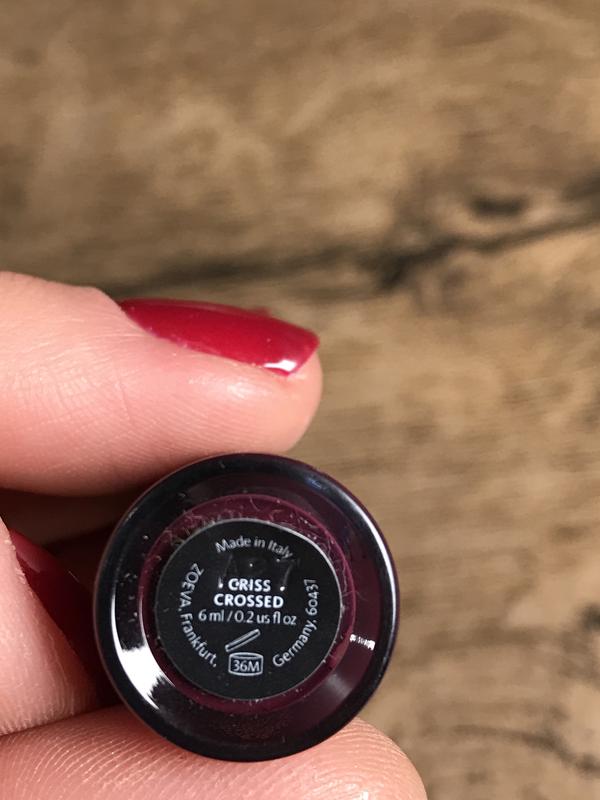 Made in Italy
CRISS
CROSSED
6 ml / 0.2 us fl oz
36M
ZOEVA, Frankfurt,
Germany, 60437